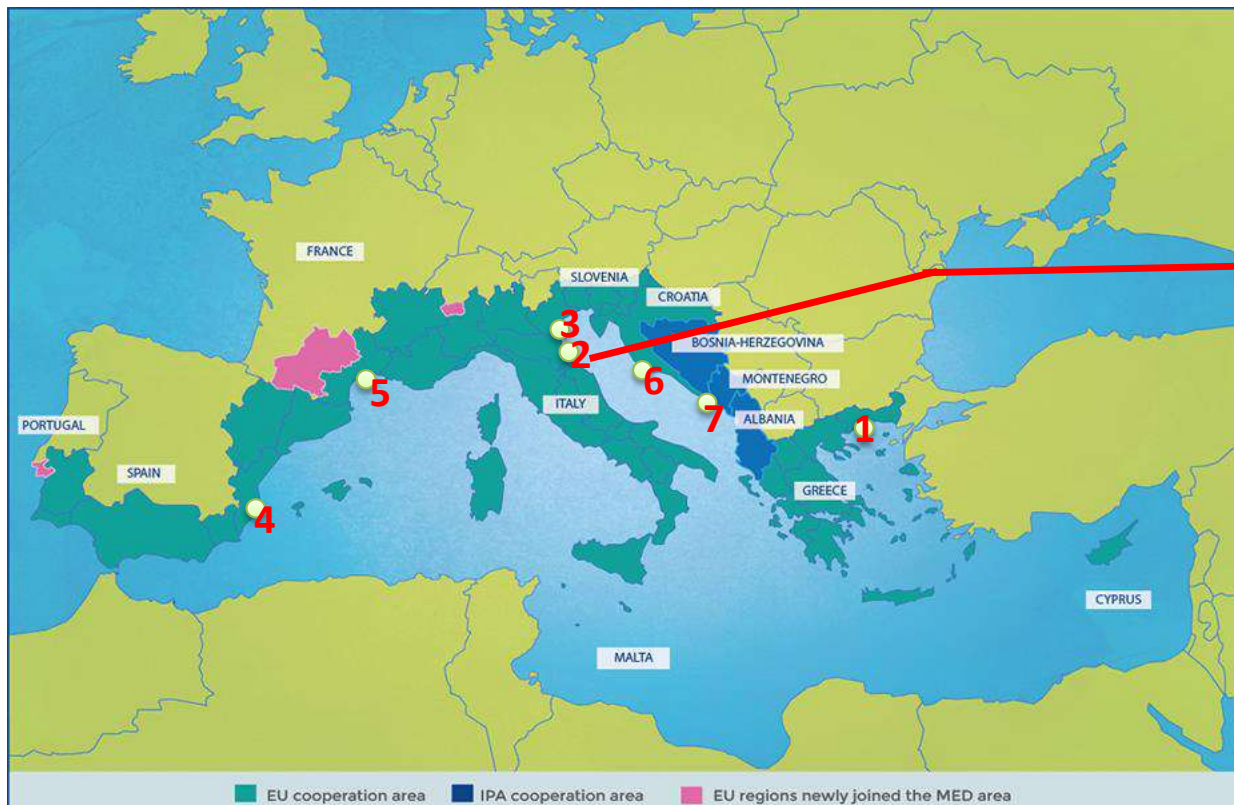 FRANCE
SLOVENIA
CROATIA
3
2
BOSNIA-HERZEGOVINA
6
MONTENEGRO
5
ITALY
7
ALBANIA
1
PORTUGAL
SPAIN
GREECE
4
CYPRUS
MALTA
EU cooperation area IPA cooperation area EU regions newly joined the MED area